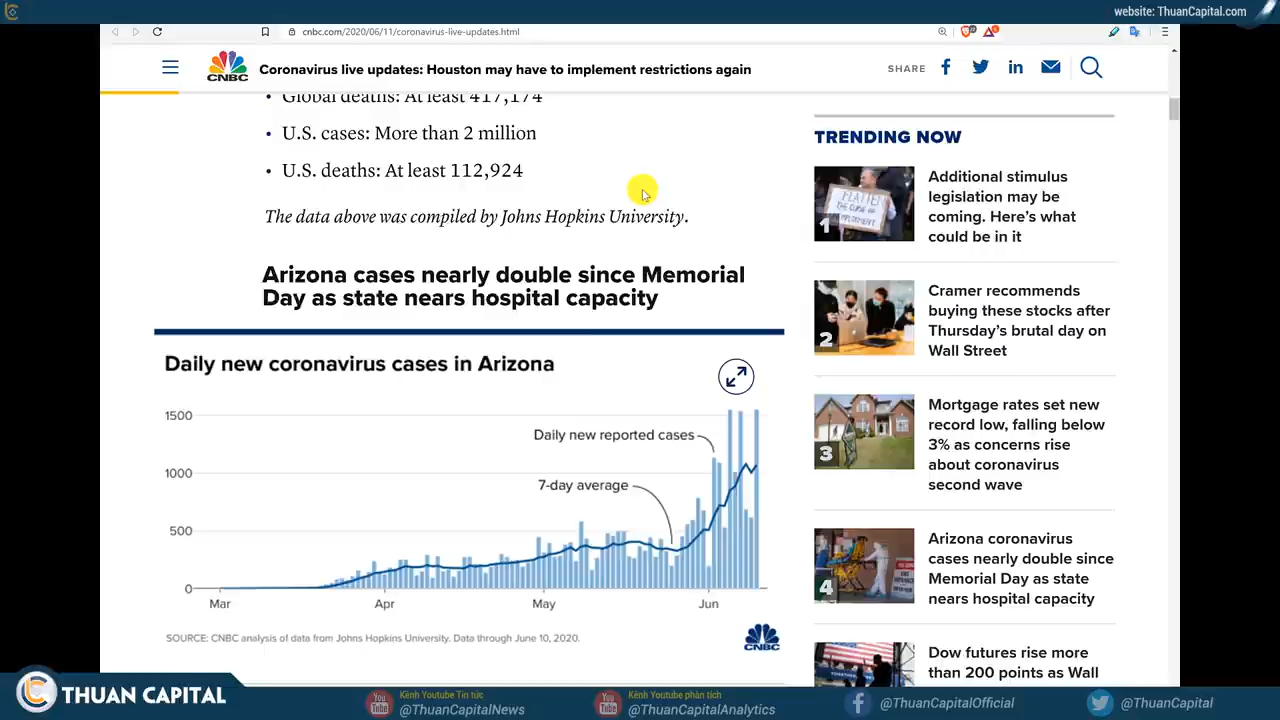 website: ThuanCapital.com
cnbc.com/2020/06/11/coronavirus-live-updates.html
CNBC
Coronavirus live updates: Houston may have to implement restrictions again
SHARE
• Global deaths: At least 417,174
• U.S. cases: More than 2 million
• U.S. deaths: At least 112,924
The data above was compiled by Johns Hopkins University.
Arizona cases nearly double since Memorial
Day as state nears hospital capacity
Daily new coronavirus cases in Arizona
1500
Daily new reported cases
1000
7-day average
500
0
Mar
Apr
May
Jun
SOURCE: CNBC analysis of data from Johns Hopkins University. Data through June 10, 2020.
CNBC
TRENDING NOW
1
Additional stimulus
legislation may be
coming. Here's what
could be in it
2
Cramer recommends
buying these stocks after
Thursday's brutal day on
Wall Street
3
Mortgage rates set new
record low, falling below
3% as concerns rise
about coronavirus
second wave
4
Arizona coronavirus
cases nearly double since
Memorial Day as state
nears hospital capacity
Dow futures rise more
than 200 points as Wall
THUAN CAPITAL
Kênh Youtube Tin tức
@ThuanCapitalNews
Kênh Youtube phân tích
@ThuanCapitalAnalytics
@ThuanCapitalOfficial
@ThuanCapital